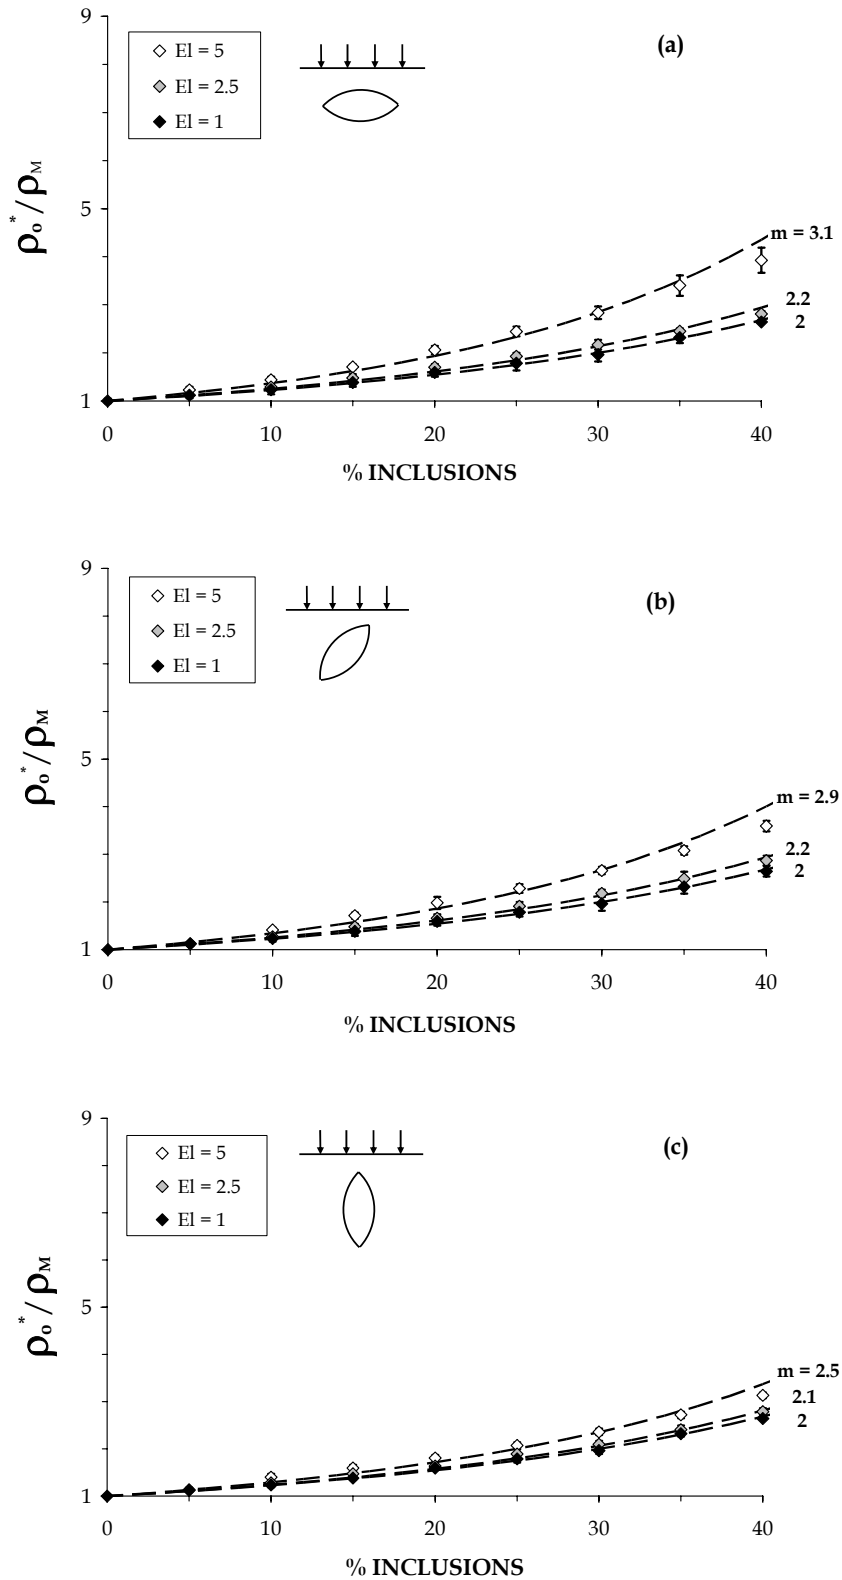 9
(a)
El = 5
El = 2.5
El = 1
ρo* / ρM
5
m = 3.1
2.2
2
1
0 10 20 30 40
% INCLUSIONS
9
(b)
El = 5
El = 2.5
El = 1
ρo* / ρM
5
m = 2.9
2.2
2
1
0 10 20 30 40
% INCLUSIONS
9
(c)
El = 5
El = 2.5
El = 1
ρo* / ρM
5
m = 2.5
2.1
2
1
0 10 20 30 40
% INCLUSIONS